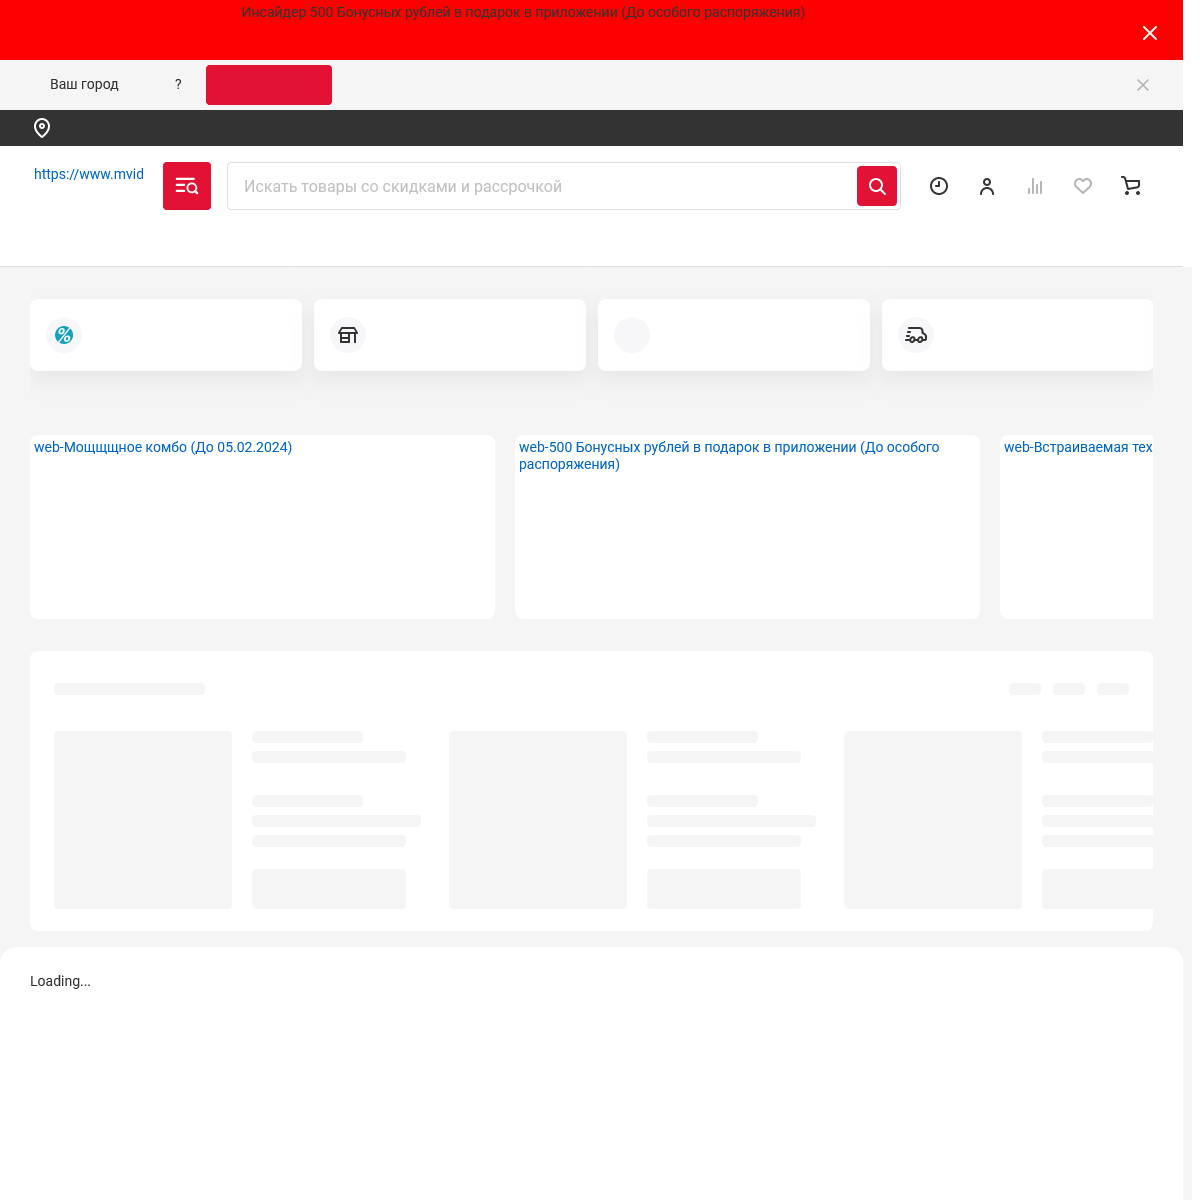 Инсайдер 500 Бонусных рублей в подарок в приложении (До особого распоряжения)
Ваш город ?
https://www.mvid
Искать товары со скидками и рассрочкой
web-Мощщщное комбо (До 05.02.2024)
web-500 Бонусных рублей в подарок в приложении (До особого
распоряжения)
web-Встраиваемая тех
Loading...